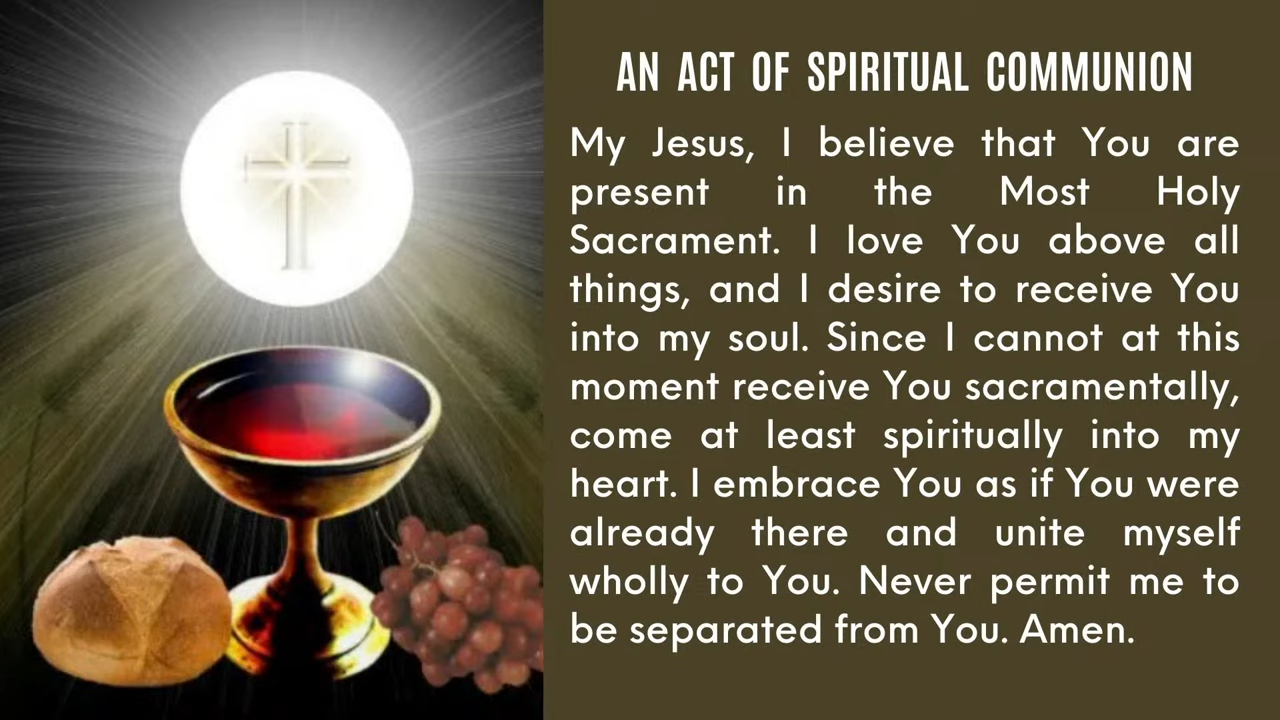 AN ACT OF SPIRITUAL COMMUNION
My Jesus, I believe that You are
present in the Most Holy
Sacrament. I love You above all
things, and I desire to receive You
into my soul. Since I cannot at this
moment receive You sacramentally,
come at least spiritually into my
heart. I embrace You as if You were
already there and unite myself
wholly to You. Never permit me to
be separated from You. Amen.